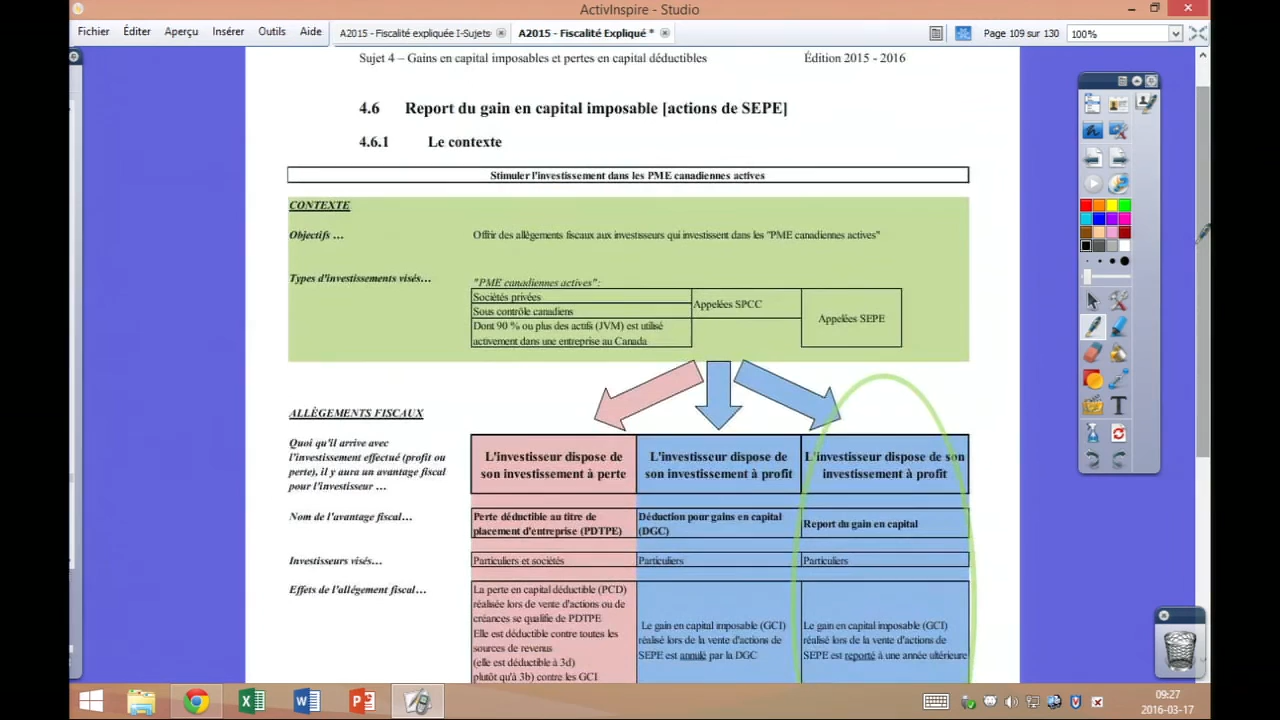 ActivInspire - Studio
Fichier Éditer Aperçu Insérer Outils Aide
A2015 - Fiscalité expliquée I-Sujets
A2015 - Fiscalité Expliqué *
Page 109 sur 130
100%
Sujet 4 – Gains en capital imposables et pertes en capital déductibles
Édition 2015 - 2016
4.6 Report du gain en capital imposable [actions de SEPE]
4.6.1 Le contexte
Stimuler l'investissement dans les PME canadiennes actives
CONTEXTE
Objectifs …
Offrir des allègements fiscaux aux investisseurs qui investissent dans les "PME canadiennes actives"
Types d'investissements visés…
"PME canadiennes actives":
Sociétés privées
Sous contrôle canadiens
Dont 90 % ou plus des actifs (JVM) est utilisé
activement dans une entreprise au Canada
Appelées SPCC
Appelées SEPE
ALLÈGEMENTS FISCAUX
Quoi qu'il arrive avec
l'investissement effectué (profit ou
perte), il y aura un avantage fiscal
pour l'investisseur …
L'investisseur dispose de
son investissement à perte
L'investisseur dispose de
son investissement à profit
L'investisseur dispose de son
investissement à profit
Nom de l'avantage fiscal…
Perte déductible au titre de
placement d'entreprise (PDTPE)
Déduction pour gains en capital
(DGC)
Report du gain en capital
Investisseurs visés…
Particuliers et sociétés
Particuliers
Particuliers
Effets de l'allégement fiscal…
La perte en capital déductible (PCD)
réalisée lors de vente d'actions ou de
créances se qualifie de PDTPE
Elle est déductible contre toutes les
sources de revenus
(elle est déductible à 3d)
plutôt qu'à 3b) contre les GCI
Le gain en capital imposable (GCI)
réalisé lors de la vente d'actions de
SEPE est annulé par la DGC
Le gain en capital imposable (GCI)
réalisé lors de la vente d'actions de
SEPE est reporté à une année ultérieure
09:27
2016-03-17